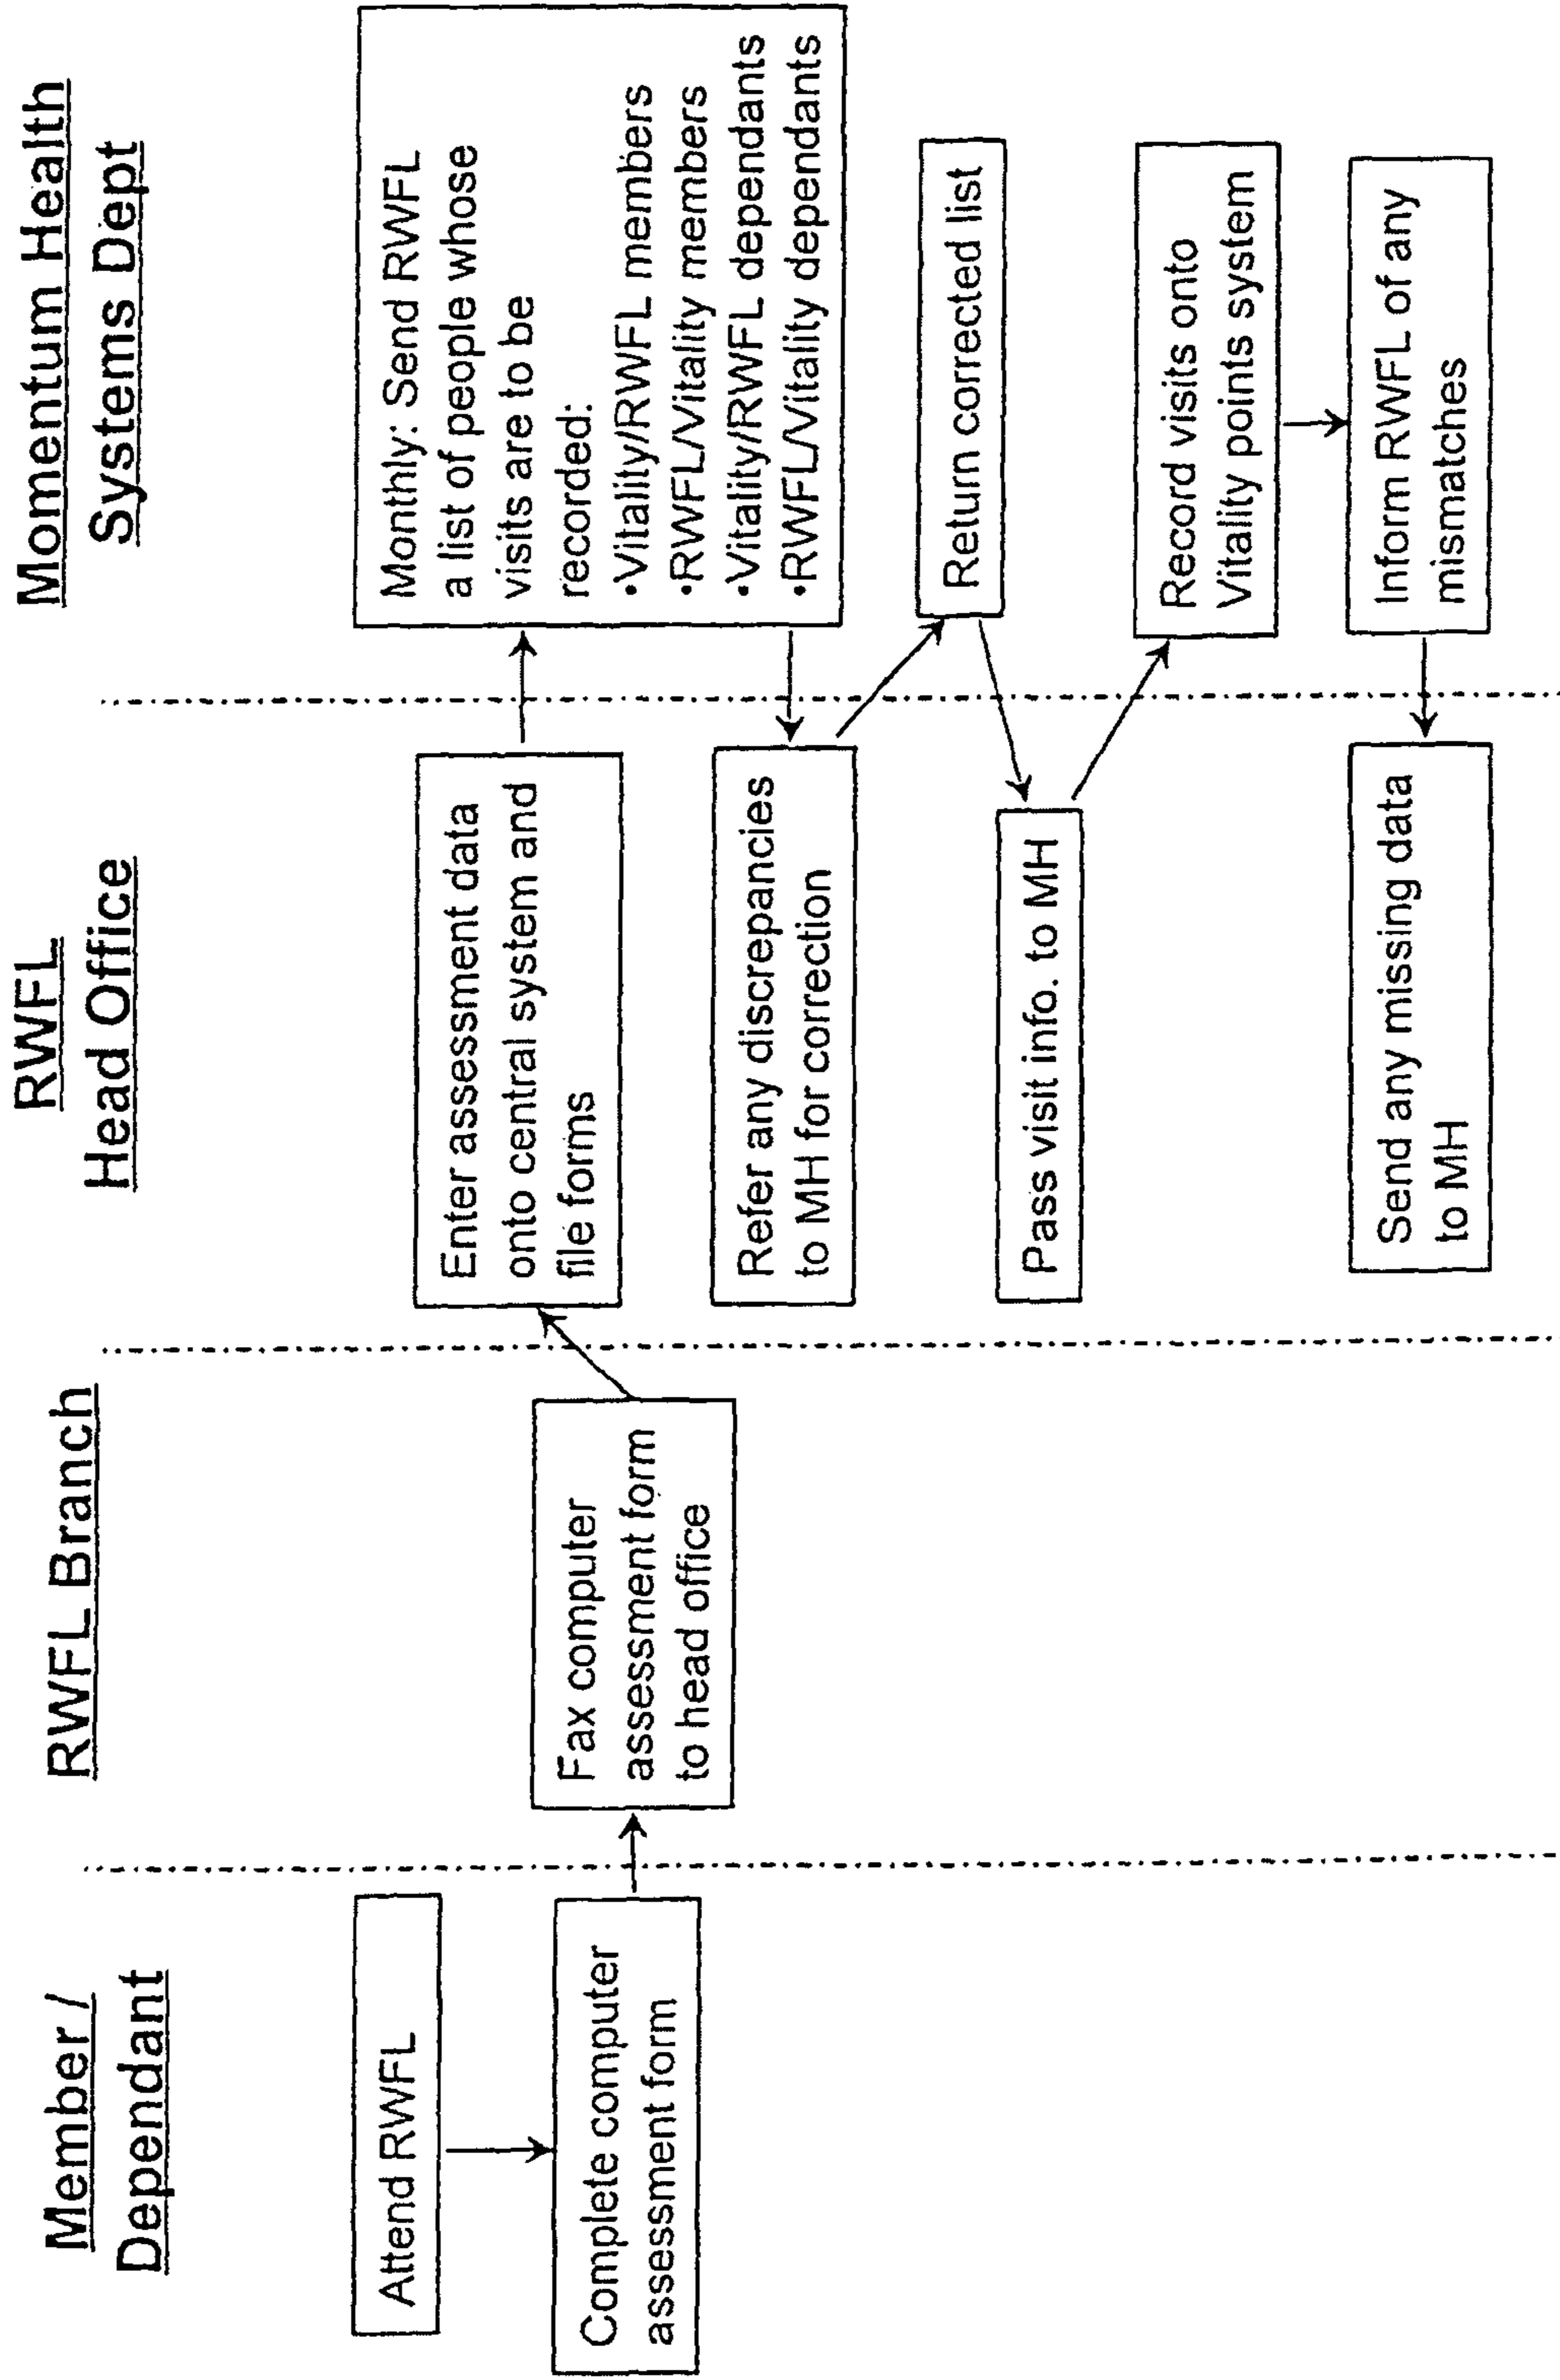 Member /
Dependant
RWFL Branch
RWFL
Head Office
Momentum Health
Systems Dept
Attend RWFL
Complete computer
assessment form
Fax computer
assessment form
to head office
Enter assessment data
onto central system and
file forms
Monthly: Send RWFL
a list of people whose
visits are to be
recorded:
•Vitality/RWFL members
•RWFL/Vitality members
•Vitality/RWFL dependants
•RWFL/Vitality dependants
Refer any discrepancies
to MH for correction
Return corrected list
Pass visit info. to MH
Record visits onto
Vitality points system
Inform RWFL of any
mismatches
Send any missing data
to MH